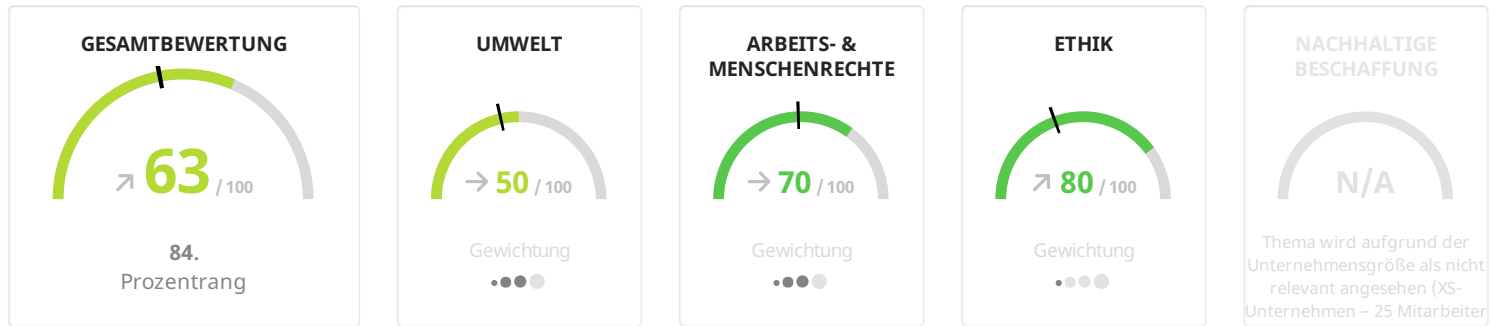 GESAMTBEWERTUNG
63 / 100
84.
Prozentrang
UMWELT
50 / 100
Gewichtung
ARBEITS- &
MENSCHENRECHTE
70 / 100
Gewichtung
ETHIK
80 / 100
Gewichtung
NACHHALTIGE
BESCHAFFUNG
N/A
Thema wird aufgrund der
Unternehmensgröße als nicht
relevant angesehen (XS-
Unternehmen – 25 Mitarbeiter